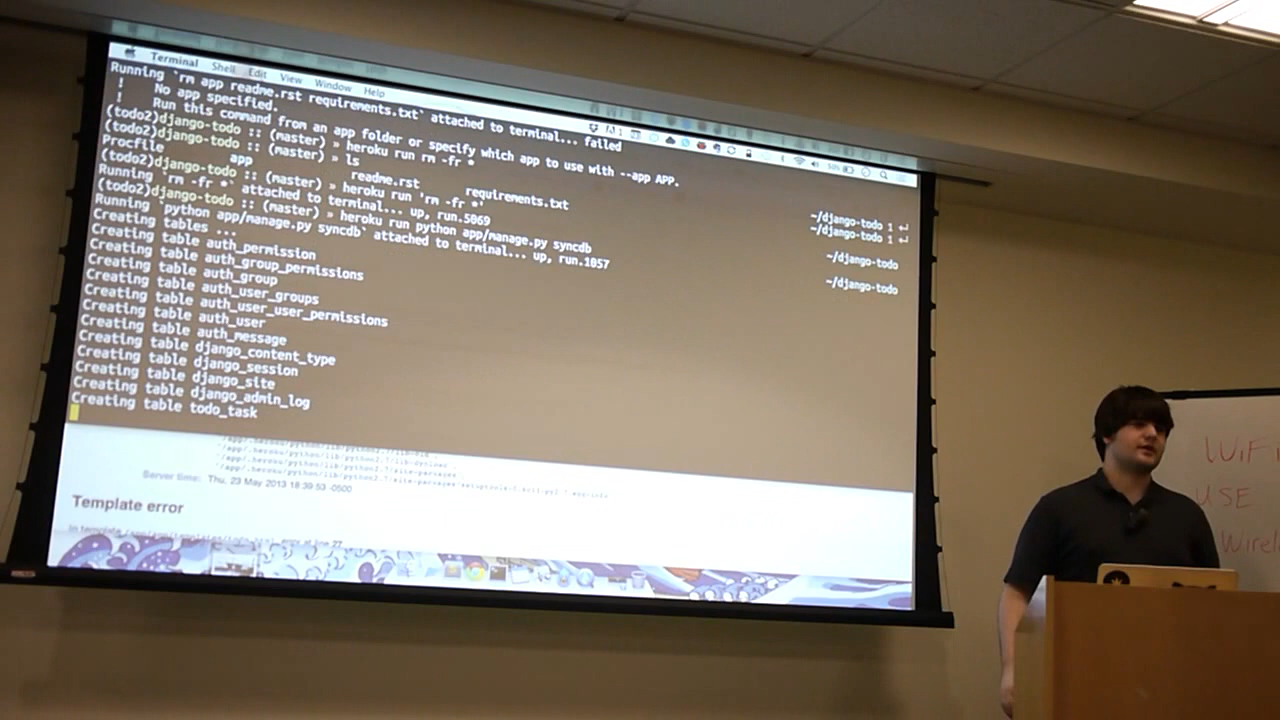 Terminal Shell Edit View Window Help
Running `rm app readme.rst requirements.txt` attached to terminal... failed
! No app specified.
! Run this command from an app folder or specify which app to use with --app APP.
(todo2)django-todo :: (master) » heroku run rm -fr *
~/django-todo 1 ↵
(todo2)django-todo :: (master) » ls
~/django-todo 1 ↵
Procfile app readme.rst requirements.txt
(todo2)django-todo :: (master) » heroku run 'rm -fr *'
~/django-todo
Running `rm -fr *` attached to terminal... up, run.5069
(todo2)django-todo :: (master) » heroku run python app/manage.py syncdb
~/django-todo
Running `python app/manage.py syncdb` attached to terminal... up, run.1057
Creating tables ...
Creating table auth_permission
Creating table auth_group_permissions
Creating table auth_group
Creating table auth_user_groups
Creating table auth_user_user_permissions
Creating table auth_user
Creating table auth_message
Creating table django_content_type
Creating table django_session
Creating table django_site
Creating table django_admin_log
Creating table todo_task
Server time: Thu, 23 May 2013 18:39:53 -0500
Template error
WiFi
USE